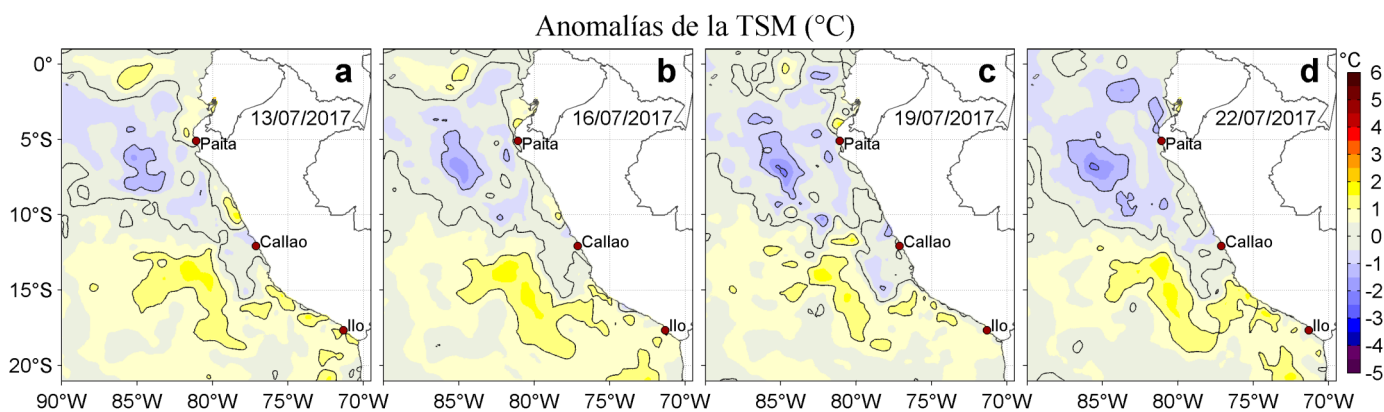 Anomalías de la TSM (°C)
a
b
c
d
13/07/2017
16/07/2017
19/07/2017
22/07/2017
Paita
Callao
Ilo
Paita
Callao
Ilo
Paita
Callao
Ilo
Paita
Callao
Ilo
0°
5°S
10°S
15°S
20°S
90°W 85°W 80°W 75°W 70°W
85°W 80°W 75°W 70°W
85°W 80°W 75°W 70°W
85°W 80°W 75°W 70°W
°C
6
5
4
3
2
1
0
-1
-2
-3
-4
-5